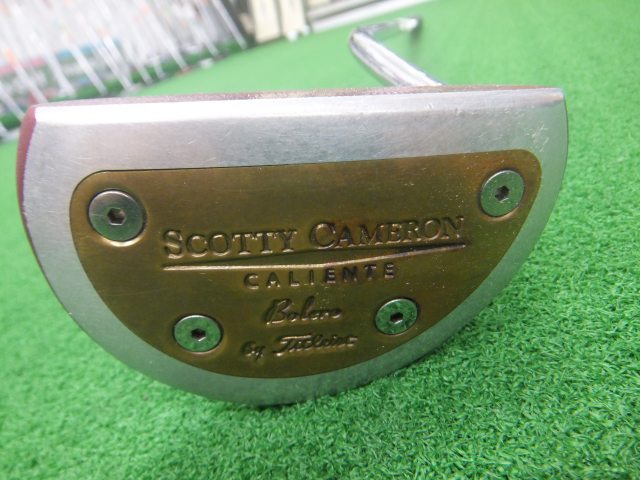 SCOTTY CAMERON
CALIENTE
Bolero
by Titleist